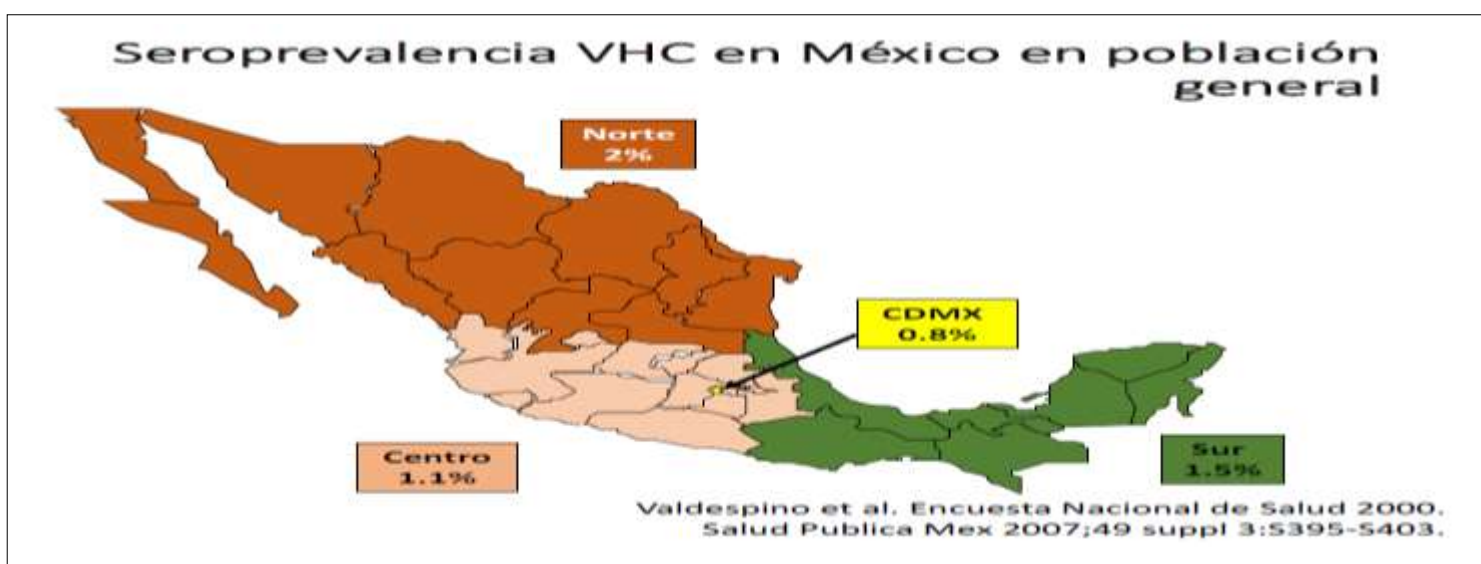 Seroprevalencia VHC en México en población
general
Norte
2%
CDMX
0.8%
Centro
1.1%
Sur
1.5%
Valdespino et al. Encuesta Nacional de Salud 2000.
Salud Publica Mex 2007;49 suppl 3:S395-S403.